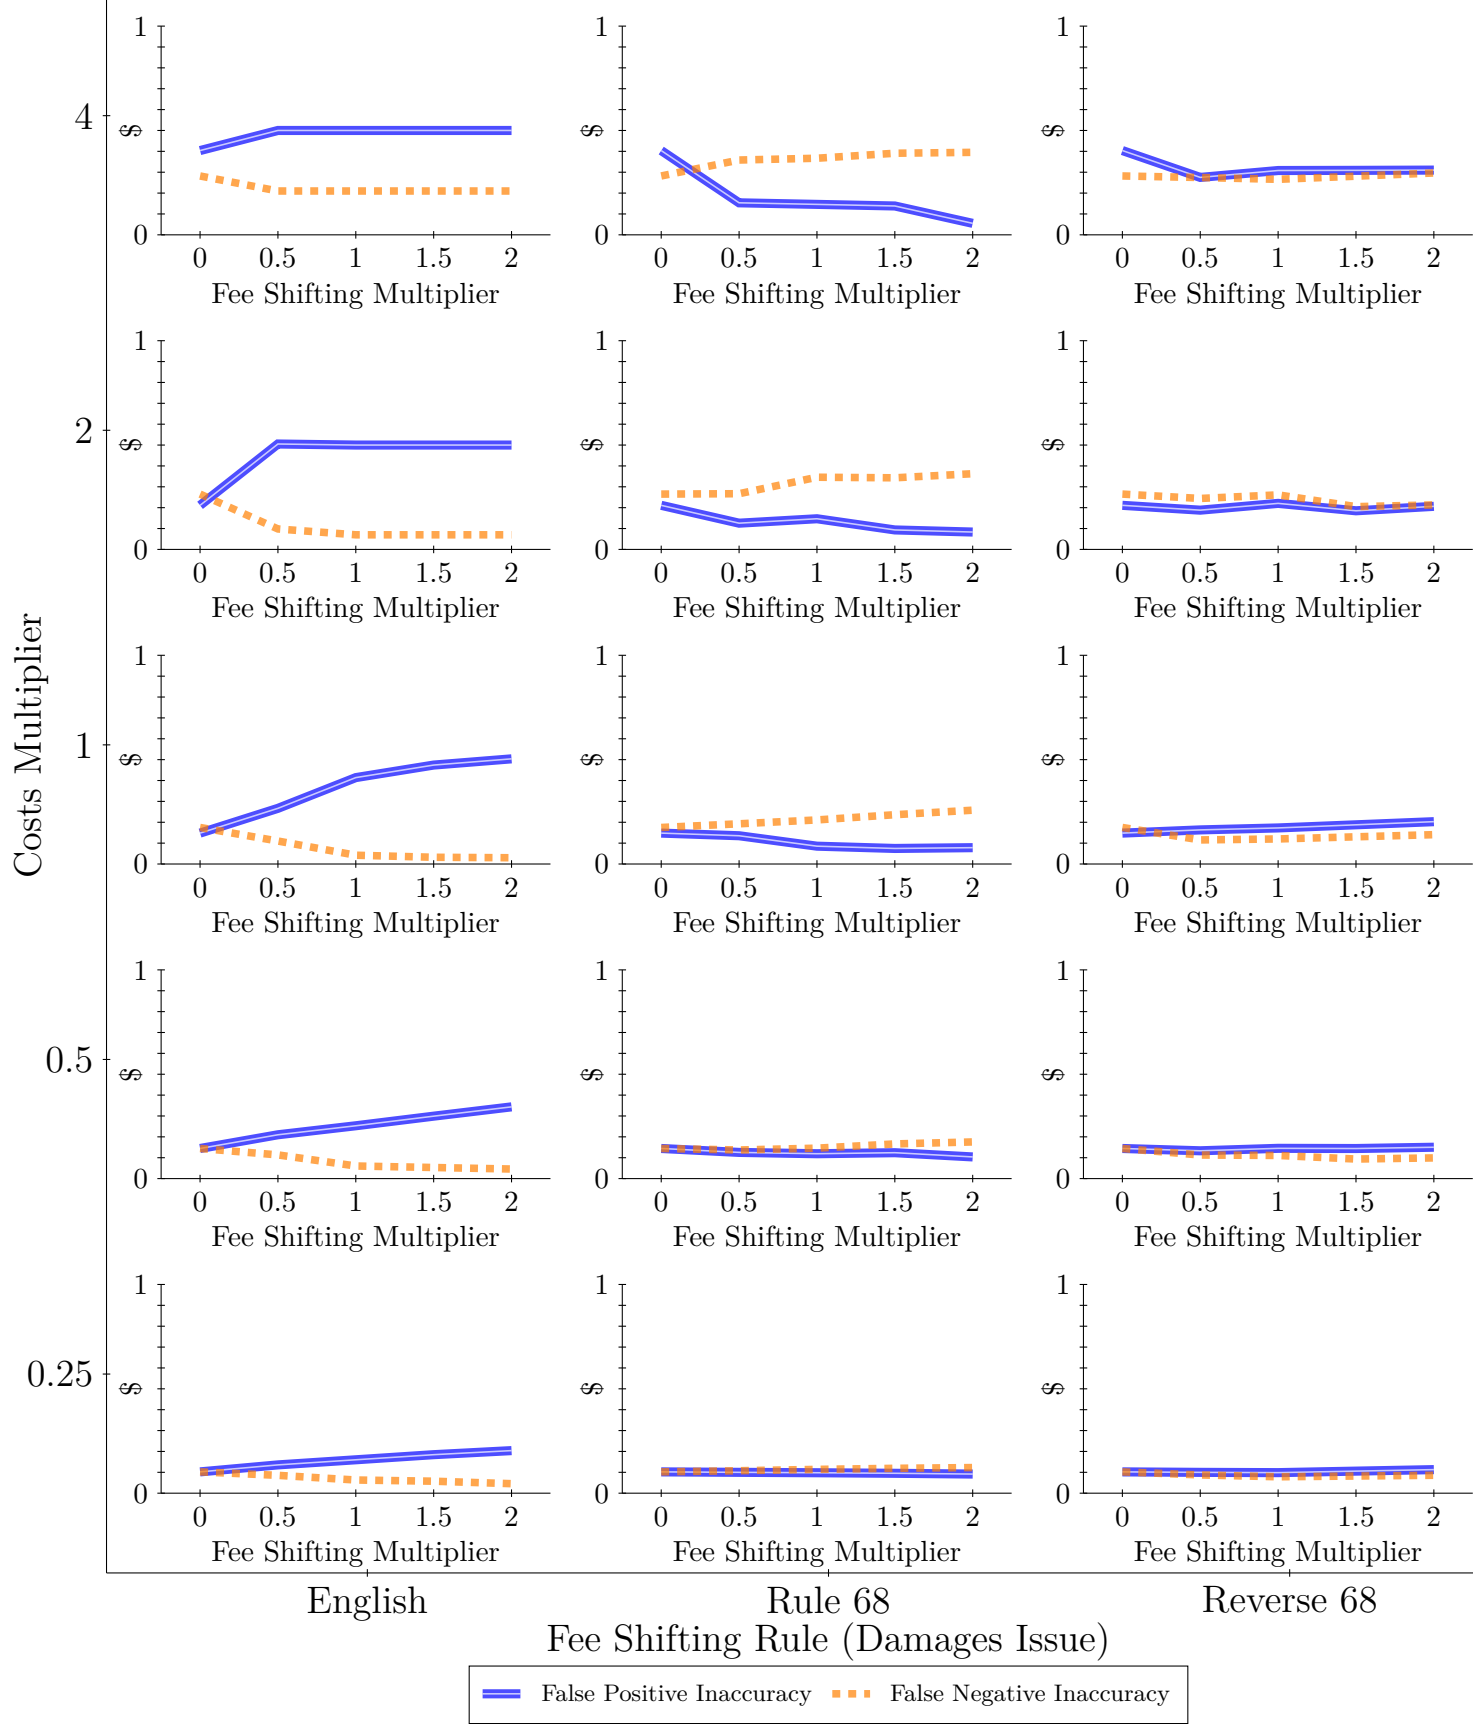 1 1 1
4 $ $ $
0 0 0
0 0.5 1 1.5 2 0 0.5 1 1.5 2 0 0.5 1 1.5 2
Fee Shifting Multiplier Fee Shifting Multiplier Fee Shifting Multiplier
1 1 1
2 $ $ $
0 0 0
0 0.5 1 1.5 2 0 0.5 1 1.5 2 0 0.5 1 1.5 2
Fee Shifting Multiplier Fee Shifting Multiplier Fee Shifting Multiplier
Costs Multiplier
1 1 1
1 $ $ $
0 0 0
0 0.5 1 1.5 2 0 0.5 1 1.5 2 0 0.5 1 1.5 2
Fee Shifting Multiplier Fee Shifting Multiplier Fee Shifting Multiplier
1 1 1
0.5 $ $ $
0 0 0
0 0.5 1 1.5 2 0 0.5 1 1.5 2 0 0.5 1 1.5 2
Fee Shifting Multiplier Fee Shifting Multiplier Fee Shifting Multiplier
1 1 1
0.25 $ $ $
0 0 0
0 0.5 1 1.5 2 0 0.5 1 1.5 2 0 0.5 1 1.5 2
Fee Shifting Multiplier Fee Shifting Multiplier Fee Shifting Multiplier
English Rule 68 Reverse 68
Fee Shifting Rule (Damages Issue)
False Positive Inaccuracy False Negative Inaccuracy